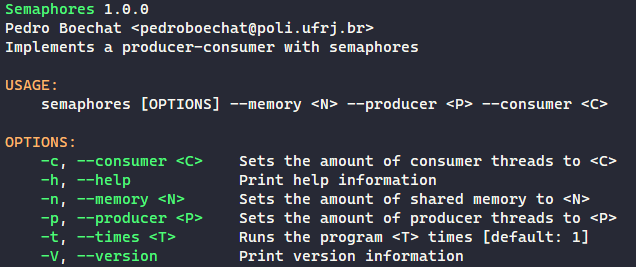 Semaphores 1.0.0
Pedro Boechat <pedroboechat@poli.ufrj.br>
Implements a producer-consumer with semaphores

USAGE:
    semaphores [OPTIONS] --memory <N> --producer <P> --consumer <C>

OPTIONS:
    -c, --consumer <C>    Sets the amount of consumer threads to <C>
    -h, --help            Print help information
    -n, --memory <N>      Sets the amount of shared memory to <N>
    -p, --producer <P>    Sets the amount of producer threads to <P>
    -t, --times <T>       Runs the program <T> times [default: 1]
    -V, --version         Print version information